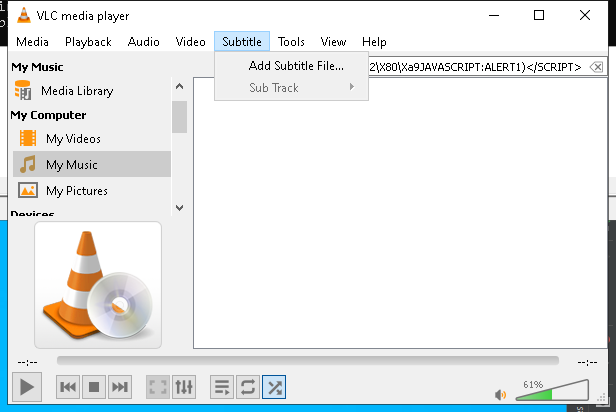 VLC media player
Media Playback Audio Video Subtitle Tools View Help
My Music
Add Subtitle File...
2\X80\Xa9JAVASCRIPT:ALERT1)</SCRIPT>
Media Library
Sub Track
My Computer
My Videos
My Music
My Pictures
Devices
--:-- --:--
61%